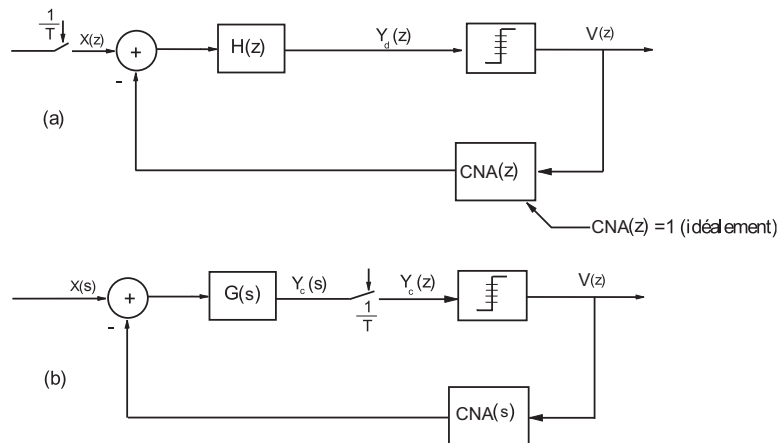 1
T
X(z)
+
-
H(z)
Y_d(z)
V(z)
(a)
CNA(z)
CNA(z) =1 (idéalement)
X(s)
+
-
G(s)
Y_c(s)
1
T
Y_c(z)
V(z)
(b)
CNA(s)